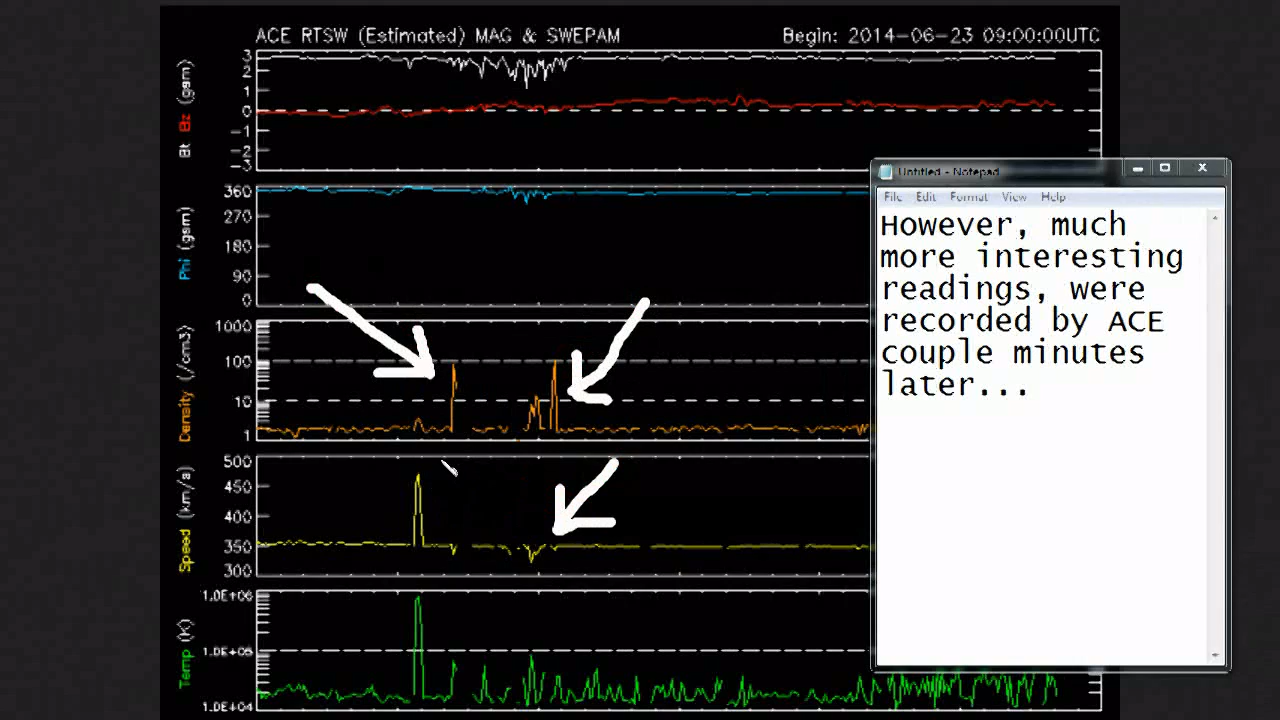 ACE RTSW (Estimated) MAG & SWEPAM Begin: 2014-06-23 09:00:00UTC
Bt Bz (gsm)
3
2
1
0
-1
-2
-3
Phi (gsm)
360
270
180
90
0
Density (/cm3)
1000
100
10
1
Speed (km/s)
500
450
400
350
300
Temp (K)
1.0E+06
1.0E+05
1.0E+04
Untitled - Notepad
File Edit Format View Help
However, much
more interesting
readings, were
recorded by ACE
couple minutes
later...